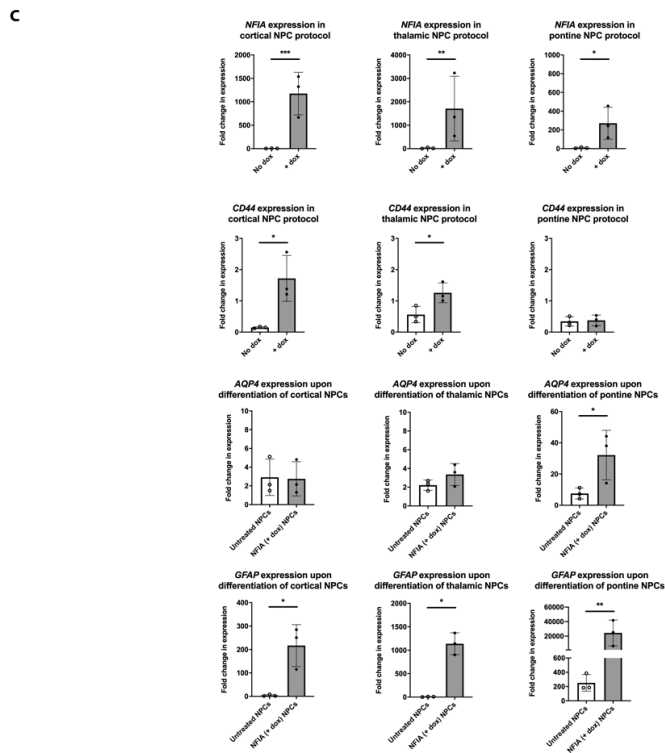 C
NFIA expression in
cortical NPC protocol
Fold change in expression
2000
1500
1000
500
0
***
No dox
+ dox
NFIA expression in
thalamic NPC protocol
Fold change in expression
4000
3000
2000
1000
0
**
No dox
+ dox
NFIA expression in
pontine NPC protocol
Fold change in expression
1000
800
600
400
200
0
*
No dox
+ dox
CD44 expression in
cortical NPC protocol
Fold change in expression
3
2
1
0
*
No dox
+ dox
CD44 expression in
thalamic NPC protocol
Fold change in expression
3
2
1
0
*
No dox
+ dox
CD44 expression in
pontine NPC protocol
Fold change in expression
3
2
1
0
No dox
+ dox
AQP4 expression upon
differentiation of cortical NPCs
Fold change in expression
10
8
6
4
2
0
Untreated NPCs
NFIA (+ dox) NPCs
AQP4 expression upon
differentiation of thalamic NPCs
Fold change in expression
10
8
6
4
2
0
Untreated NPCs
NFIA (+ dox) NPCs
AQP4 expression upon
differentiation of pontine NPCs
Fold change in expression
60
40
20
0
*
Untreated NPCs
NFIA (+ dox) NPCs
GFAP expression upon
differentiation of cortical NPCs
Fold change in expression
400
300
200
100
0
*
Untreated NPCs
NFIA (+ dox) NPCs
GFAP expression upon
differentiation of thalamic NPCs
Fold change in expression
2000
1500
1000
500
0
*
Untreated NPCs
NFIA (+ dox) NPCs
GFAP expression upon
differentiation of pontine NPCs
Fold change in expression
60000
40000
20000
600
400
200
0
**
Untreated NPCs
NFIA (+ dox) NPCs